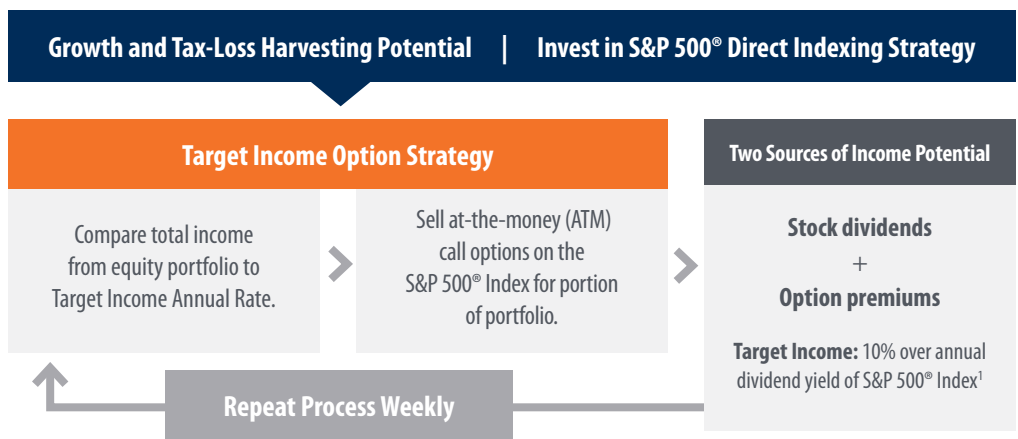 Growth and Tax-Loss Harvesting Potential | Invest in S&P 500® Direct Indexing Strategy
Target Income Option Strategy
Compare total income
from equity portfolio to
Target Income Annual Rate.
Sell at-the-money (ATM)
call options on the
S&P 500® Index for portion
of portfolio.
Two Sources of Income Potential
Stock dividends
+
Option premiums
Target Income: 10% over annual
dividend yield of S&P 500® Index¹
Repeat Process Weekly